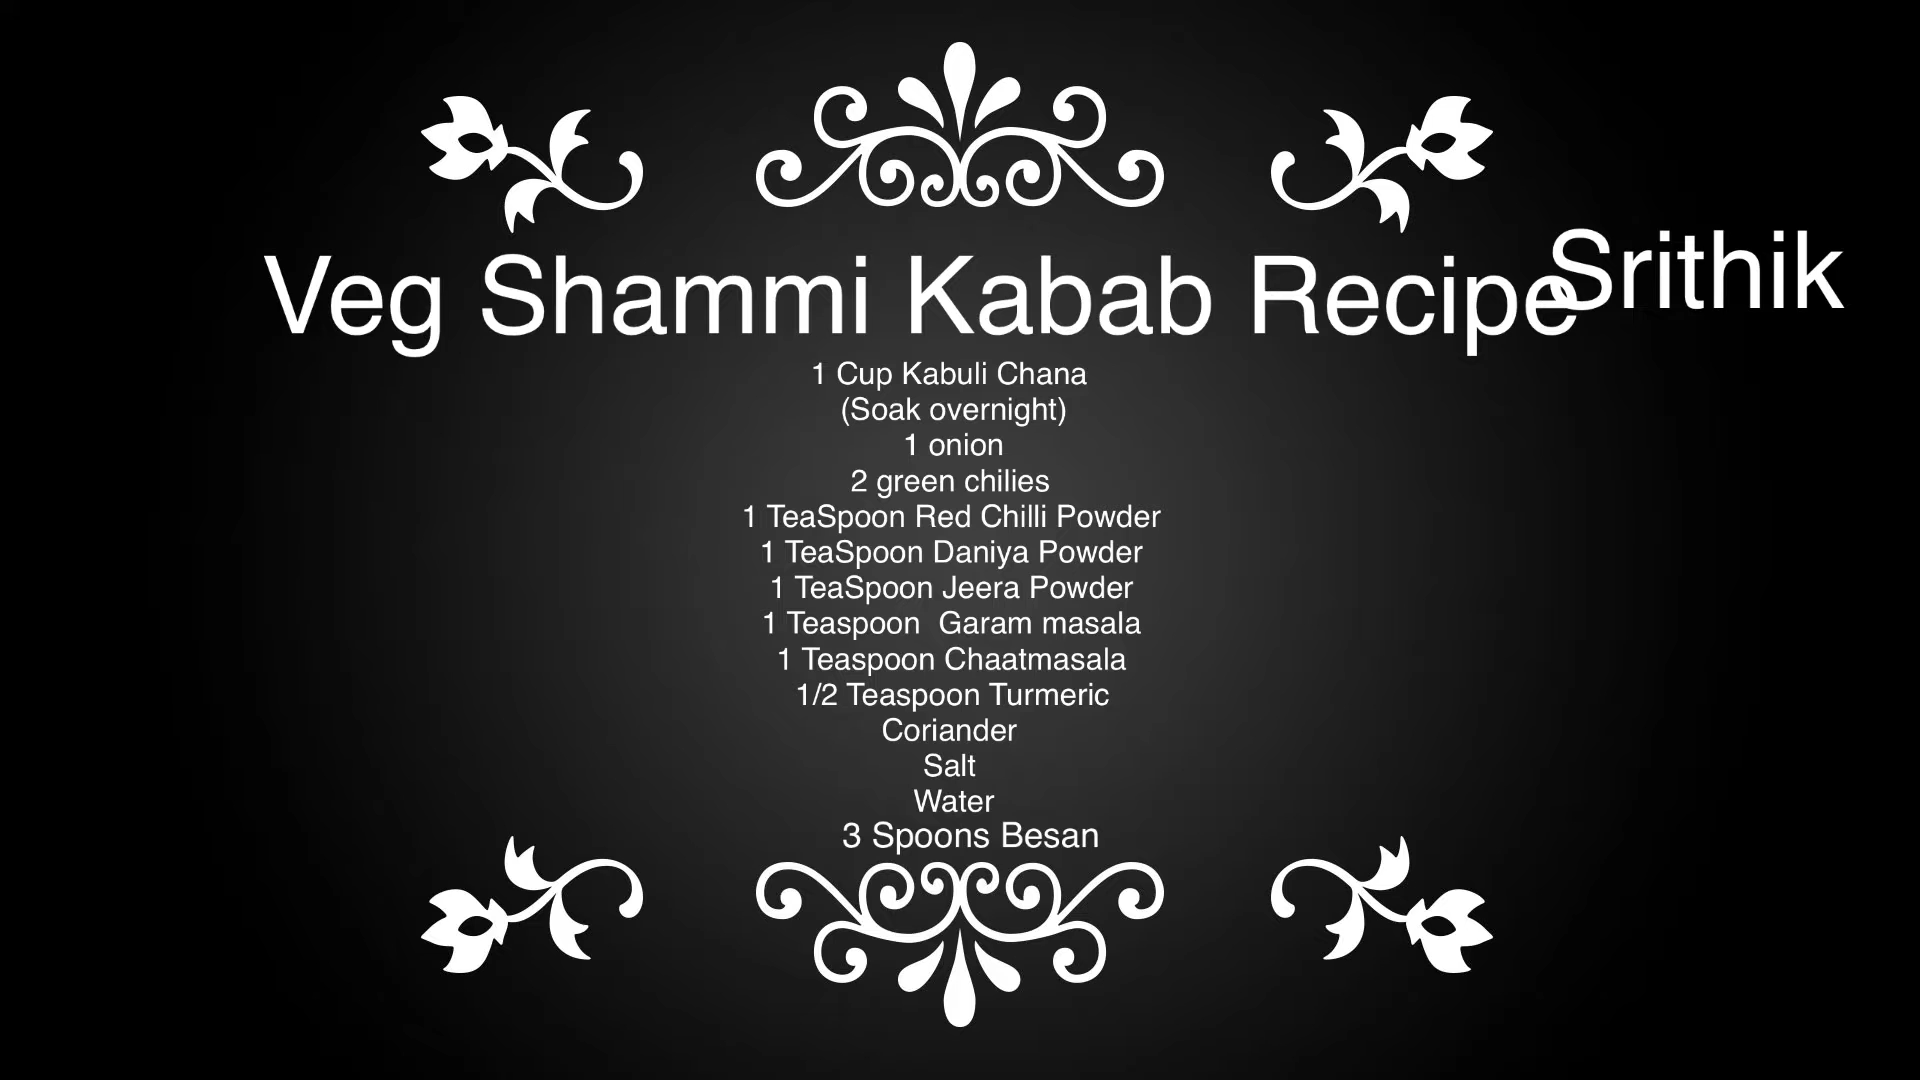 Veg Shammi Kabab Recipe
Srithik
1 Cup Kabuli Chana
(Soak overnight)
1 onion
2 green chilies
1 TeaSpoon Red Chilli Powder
1 TeaSpoon Daniya Powder
1 TeaSpoon Jeera Powder
1 Teaspoon  Garam masala
1 Teaspoon Chaatmasala
1/2 Teaspoon Turmeric
Coriander
Salt
Water
3 Spoons Besan